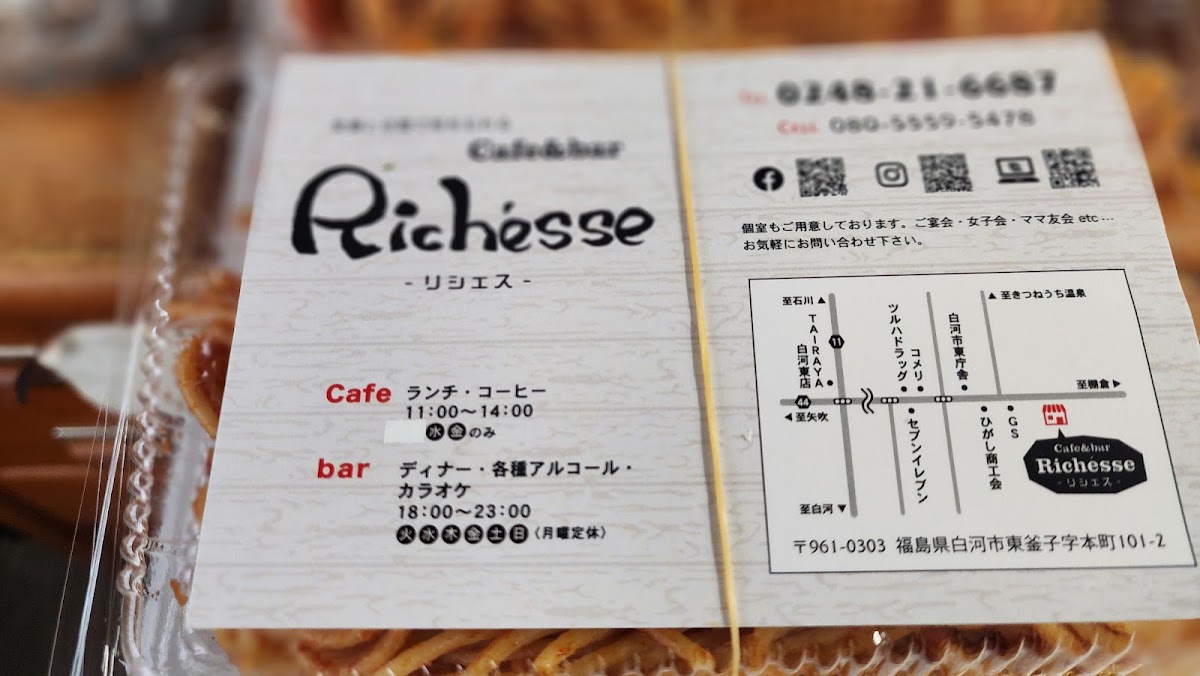 Cafe&bar
Richésse
- リシエス -
Cafe ランチ・コーヒー
11:00〜14:00
水 金 のみ
bar ディナー・各種アルコール・
カラオケ
18:00〜23:00
火 水 木 金 土 日 〈月曜定休〉
0248-21-6687
080-5559-5478
個室もご用意しております。ご宴会・女子会・ママ友会 etc…
お気軽にお問い合わせ下さい。
至石川▲
▲至きつねうち温泉
TAIRAYA
白河東店
11
ツルハドラッグ
コメリ
白河市東庁舎
至棚倉▶
44
◀至矢吹
セブンイレブン
ひがし商工会
GS
Cafe&bar
Richésse
- リシエス -
至白河▼
〒961-0303 福島県白河市東釜子字本町101-2